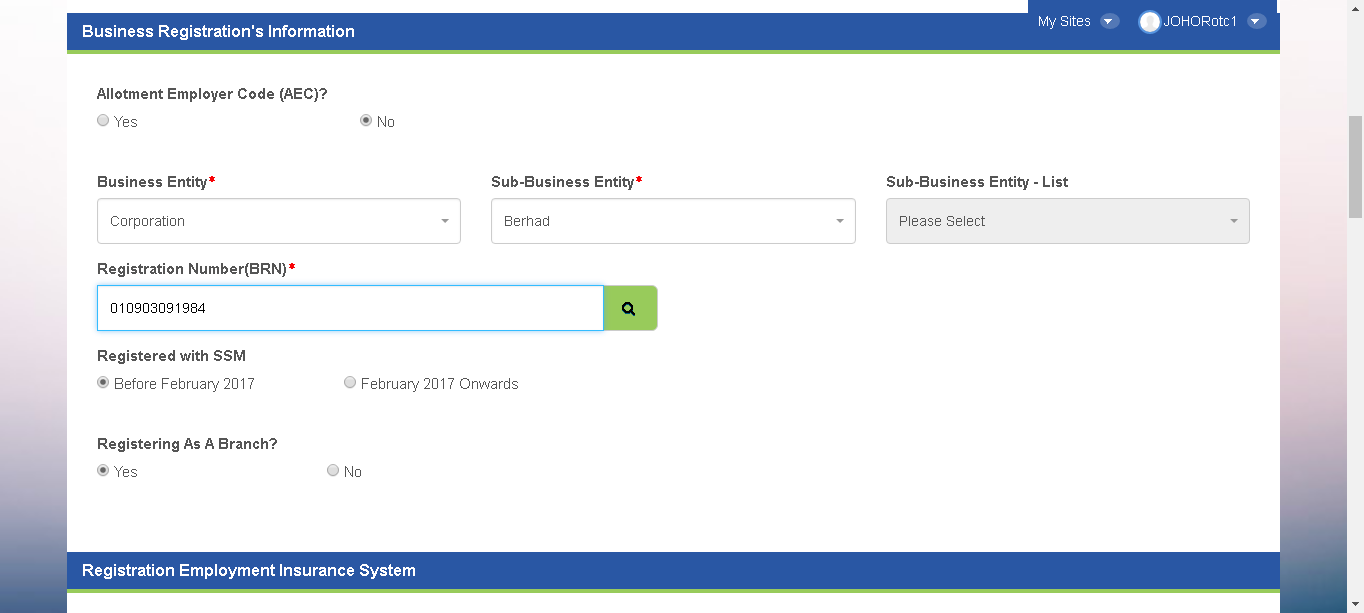 My Sites JOHORotc1
Business Registration's Information
Allotment Employer Code (AEC)?
Yes No
Business Entity* Sub-Business Entity* Sub-Business Entity - List
Corporation Berhad Please Select
Registration Number(BRN)*
010903091984
Registered with SSM
Before February 2017 February 2017 Onwards
Registering As A Branch?
Yes No
Registration Employment Insurance System